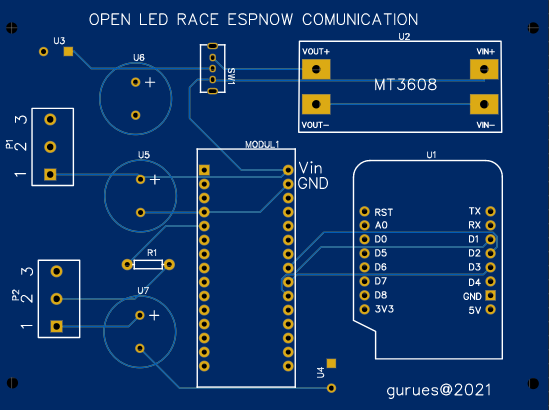 OPEN LED RACE ESPNOW COMUNICATION
U3
U6
+
SW1
U2
VOUT+
VIN+
MT3608
VOUT-
VIN-
P1
3
2
1
U5
+
MODUL1
Vin
GND
U1
RST
A0
D0
D5
D6
D7
D8
3V3
TX
RX
D1
D2
D3
D4
GND
5V
R1
P2
3
2
1
U7
+
U4
gurues@2021